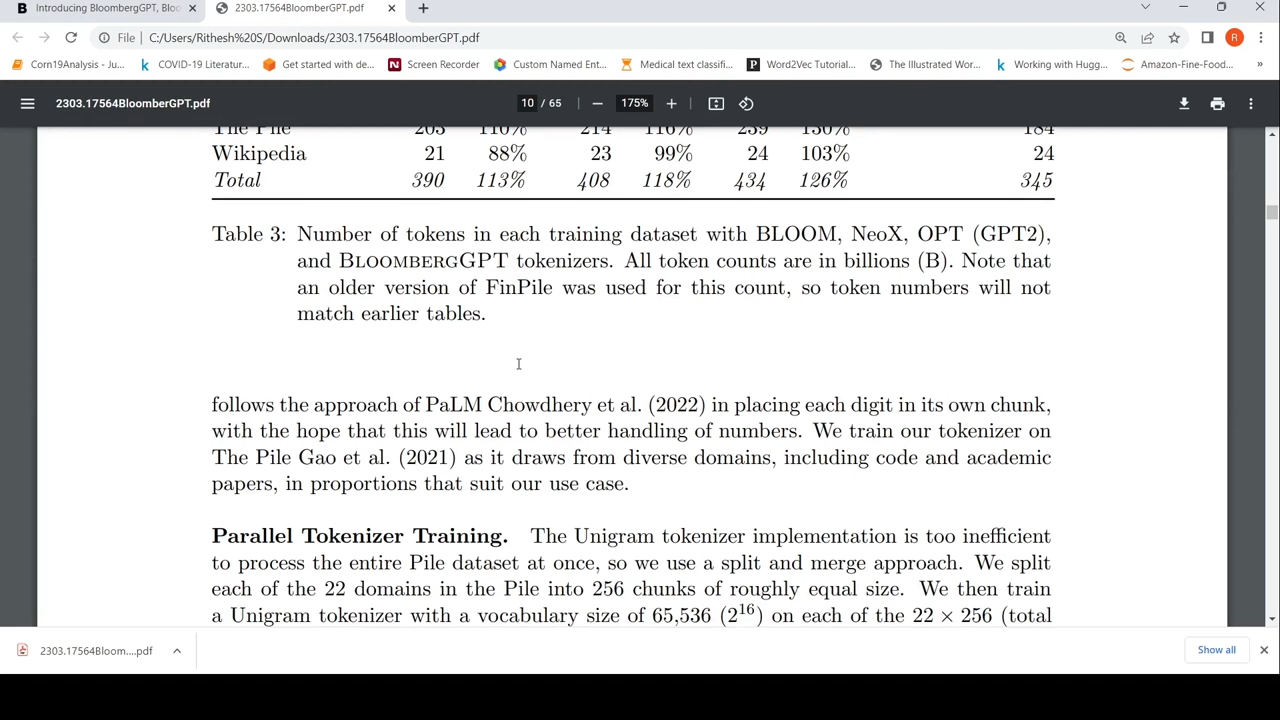 Introducing BloombergGPT, Bloo
2303.17564BloomberGPT.pdf
File
C:/Users/Rithesh%20S/Downloads/2303.17564BloomberGPT.pdf
R
Corn19Analysis - Ju...
COVID-19 Literatur...
Get started with de...
Screen Recorder
Custom Named Ent...
Medical text classifi...
Word2Vec Tutorial...
The Illustrated Wor...
Working with Hugg...
Amazon-Fine-Food...
»
2303.17564BloomberGPT.pdf
10 / 65
175%
The Pile 203 110% 214 116% 239 130% 184
Wikipedia 21 88% 23 99% 24 103% 24
Total 390 113% 408 118% 434 126% 345
Table 3: Number of tokens in each training dataset with BLOOM, NeoX, OPT (GPT2),
and BLOOMBERGGPT tokenizers. All token counts are in billions (B). Note that
an older version of FinPile was used for this count, so token numbers will not
match earlier tables.
follows the approach of PaLM Chowdhery et al. (2022) in placing each digit in its own chunk,
with the hope that this will lead to better handling of numbers. We train our tokenizer on
The Pile Gao et al. (2021) as it draws from diverse domains, including code and academic
papers, in proportions that suit our use case.
Parallel Tokenizer Training. The Unigram tokenizer implementation is too inefficient
to process the entire Pile dataset at once, so we use a split and merge approach. We split
each of the 22 domains in the Pile into 256 chunks of roughly equal size. We then train
a Unigram tokenizer with a vocabulary size of 65,536 (2^16) on each of the 22 × 256 (total
2303.17564Bloom....pdf
Show all